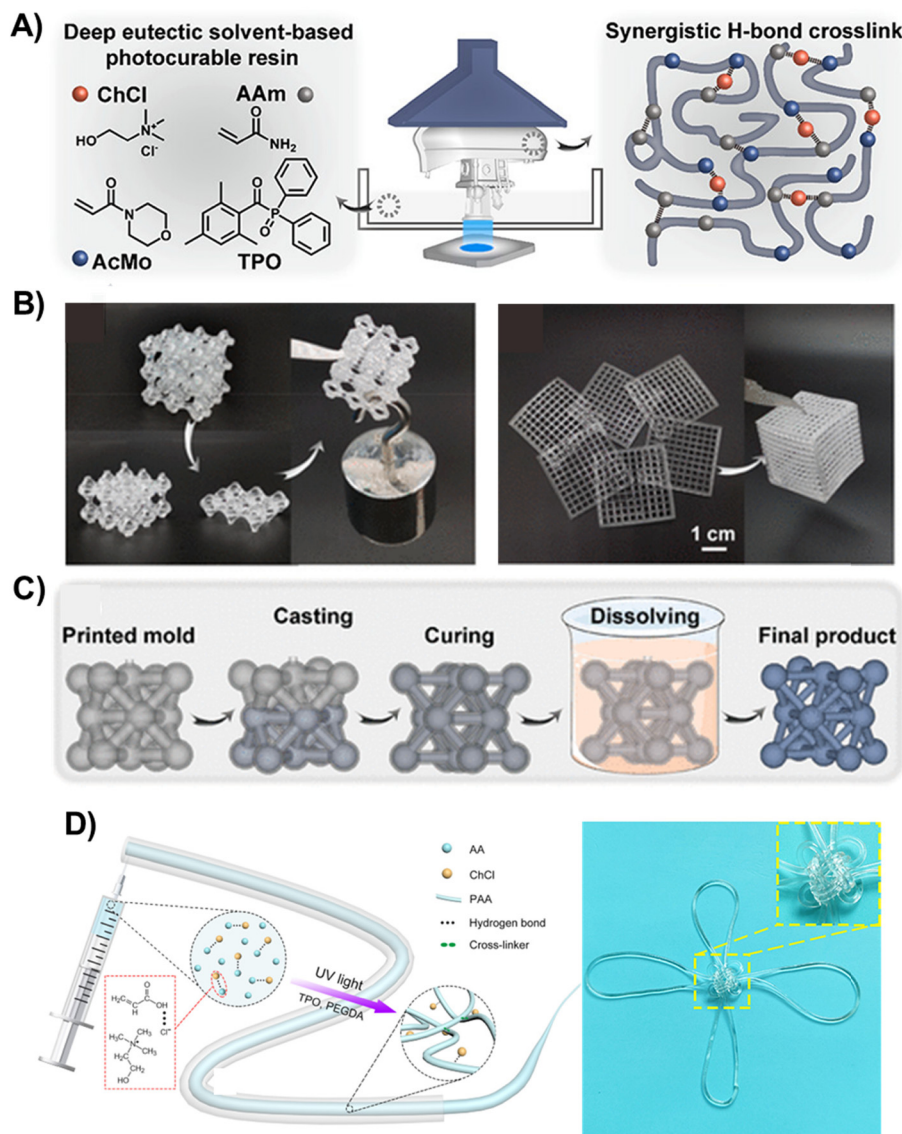 A)
Deep eutectic solvent-based
photocurable resin
ChCl
AAm
HO
N+
Cl-
O
NH2
O
N
O
O
P
O
AcMo
TPO
Synergistic H-bond crosslink
B)
1 cm
C)
Printed mold
Casting
Curing
Dissolving
Final product
D)
AA
ChCl
PAA
Hydrogen bond
Cross-linker
UV light
TPO, PEGDA
O
CH2
C
H
OH
Cl-
CH3
H3C
N+
CH3
H2C
CH2
HO